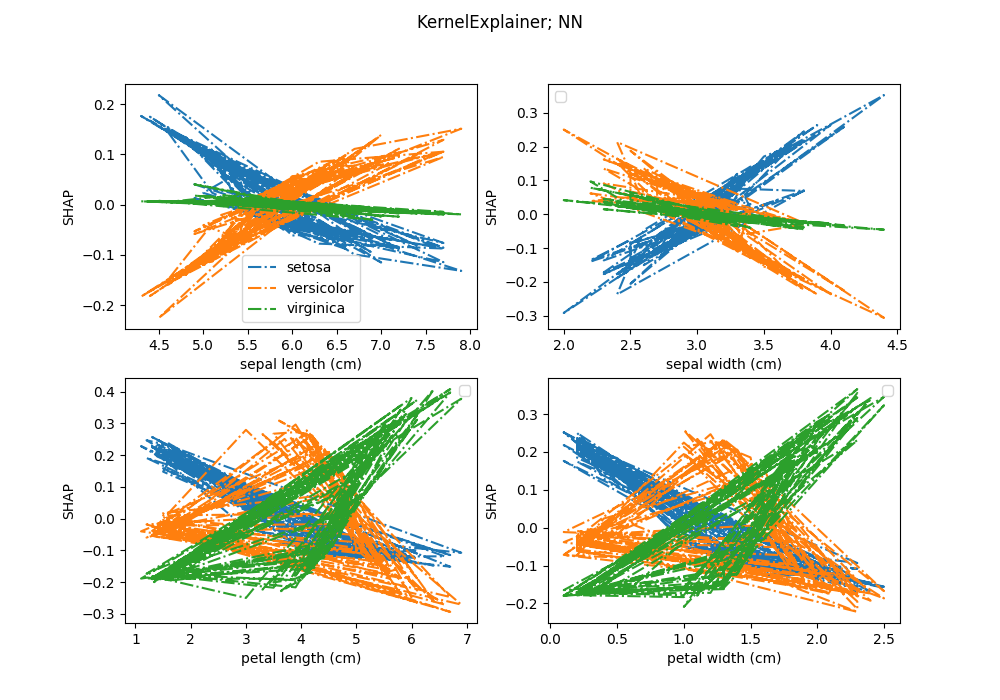 KernelExplainer; NN
0.2
0.1
0.0
−0.1
−0.2
SHAP
setosa
versicolor
virginica
4.5 5.0 5.5 6.0 6.5 7.0 7.5 8.0
sepal length (cm)
0.3
0.2
0.1
0.0
−0.1
−0.2
−0.3
SHAP
2.0 2.5 3.0 3.5 4.0 4.5
sepal width (cm)
0.4
0.3
0.2
0.1
0.0
−0.1
−0.2
−0.3
SHAP
1 2 3 4 5 6 7
petal length (cm)
0.3
0.2
0.1
0.0
−0.1
−0.2
SHAP
0.0 0.5 1.0 1.5 2.0 2.5
petal width (cm)